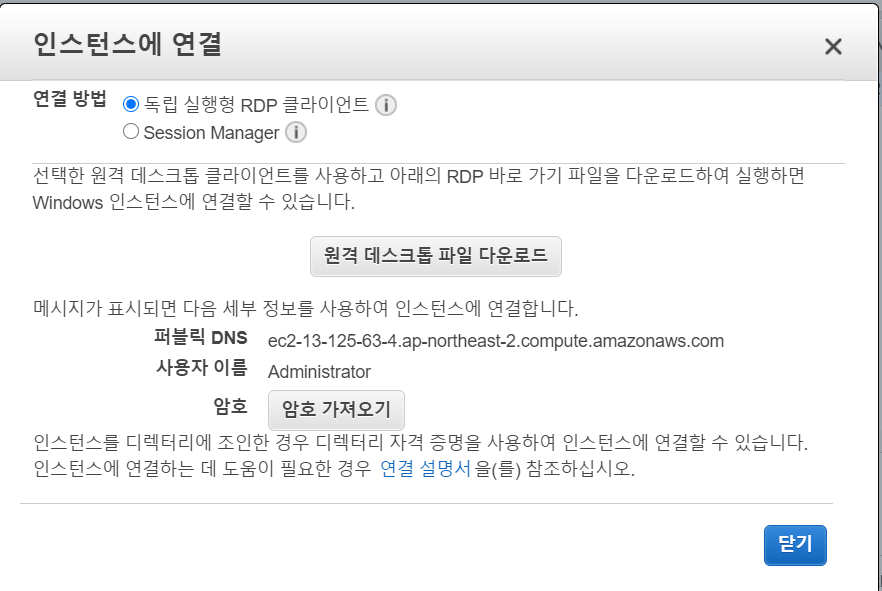 인스턴스에 연결
연결 방법
독립 실행형 RDP 클라이언트
Session Manager
선택한 원격 데스크톱 클라이언트를 사용하고 아래의 RDP 바로 가기 파일을 다운로드하여 실행하면
Windows 인스턴스에 연결할 수 있습니다.
원격 데스크톱 파일 다운로드
메시지가 표시되면 다음 세부 정보를 사용하여 인스턴스에 연결합니다.
퍼블릭 DNS ec2-13-125-63-4.ap-northeast-2.compute.amazonaws.com
사용자 이름 Administrator
암호 암호 가져오기
인스턴스를 디렉터리에 조인한 경우 디렉터리 자격 증명을 사용하여 인스턴스에 연결할 수 있습니다.
인스턴스에 연결하는 데 도움이 필요한 경우 연결 설명서 을(를) 참조하십시오.
닫기